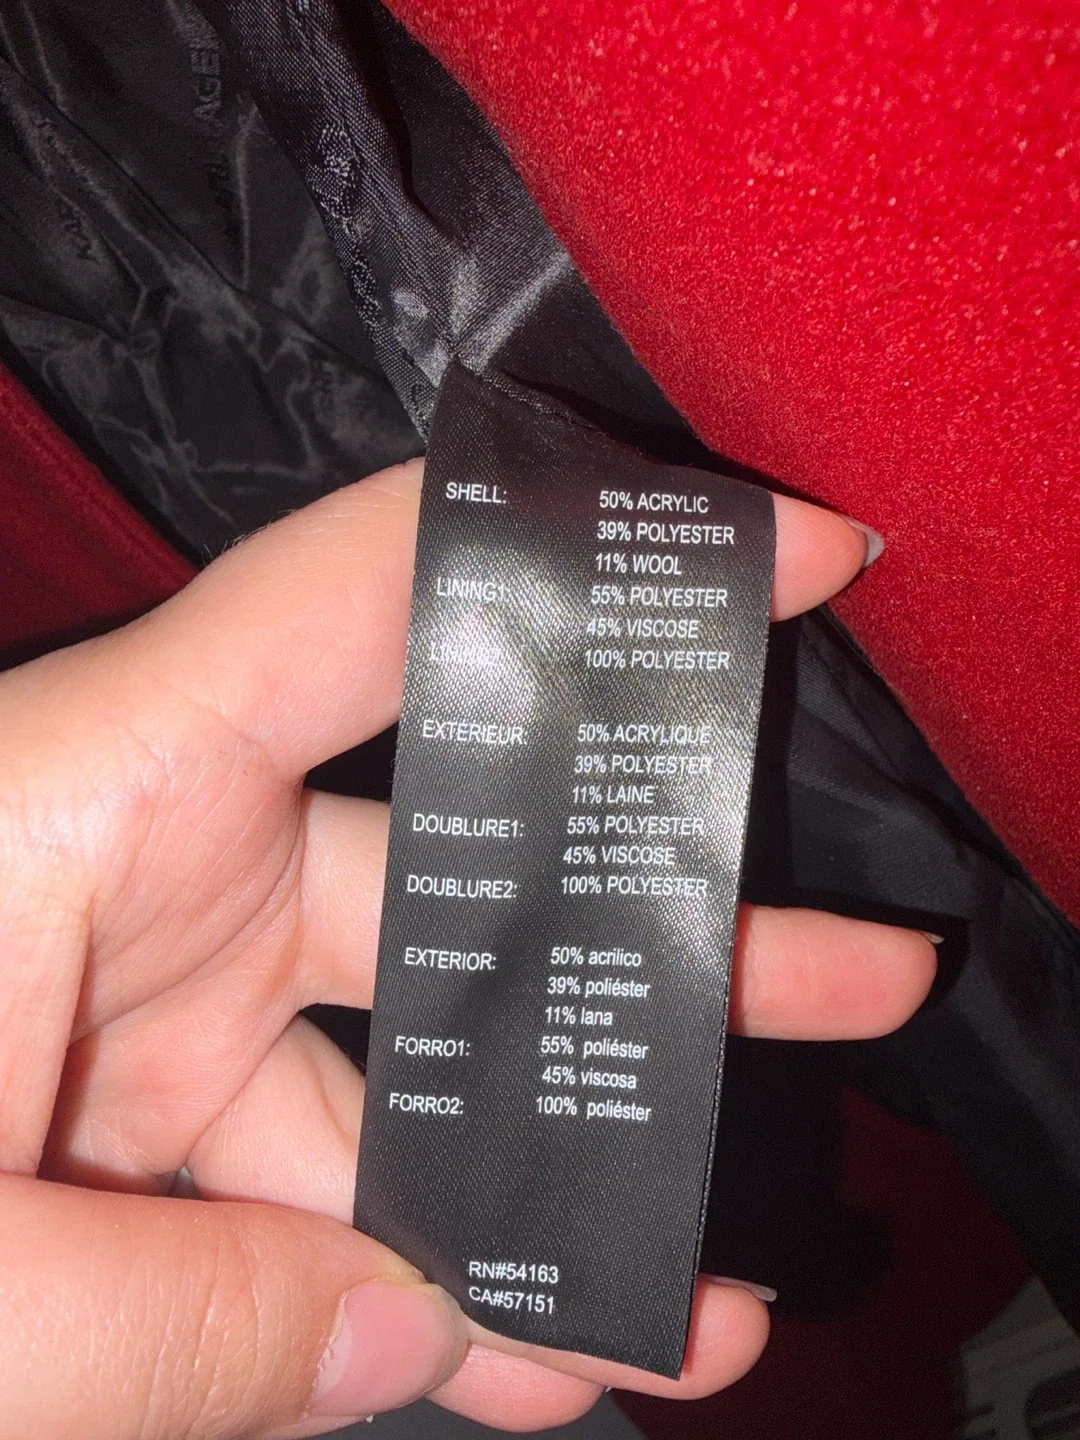 SHELL: 50% ACRYLIC
39% POLYESTER
11% WOOL
LINING1: 55% POLYESTER
45% VISCOSE
100% POLYESTER
EXTERIEUR: 50% ACRYLIQUE
39% POLYESTER
11% LAINE
DOUBLURE1: 55% POLYESTER
45% VISCOSE
DOUBLURE2: 100% POLYESTER
EXTERIOR: 50% acrilico
39% poliéster
11% lana
FORRO1: 55% poliéster
45% viscosa
FORRO2: 100% poliéster
RN#54163
CA#57151